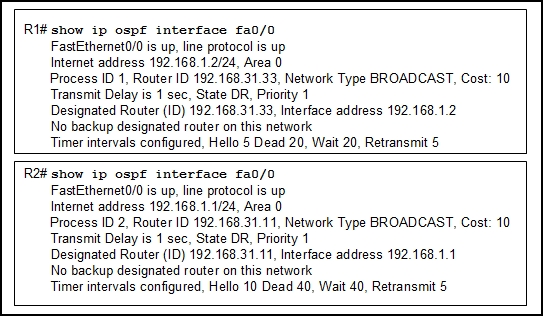 R1# show ip ospf interface fa0/0
FastEthernet0/0 is up, line protocol is up
Internet address 192.168.1.2/24, Area 0
Process ID 1, Router ID 192.168.31.33, Network Type BROADCAST, Cost: 10
Transmit Delay is 1 sec, State DR, Priority 1
Designated Router (ID) 192.168.31.33, Interface address 192.168.1.2
No backup designated router on this network
Timer intervals configured, Hello 5 Dead 20, Wait 20, Retransmit 5
R2# show ip ospf interface fa0/0
FastEthernet0/0 is up, line protocol is up
Internet address 192.168.1.1/24, Area 0
Process ID 2, Router ID 192.168.31.11, Network Type BROADCAST, Cost: 10
Transmit Delay is 1 sec, State DR, Priority 1
Designated Router (ID) 192.168.31.11, Interface address 192.168.1.1
No backup designated router on this network
Timer intervals configured, Hello 10 Dead 40, Wait 40, Retransmit 5